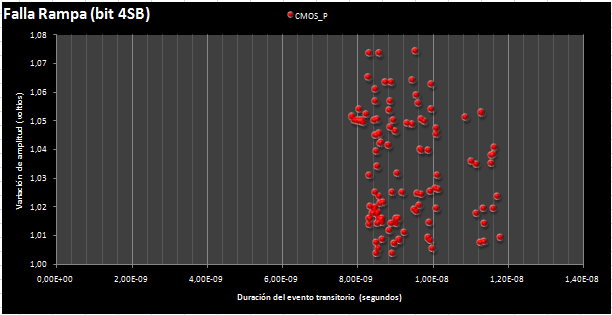 Falla Rampa (bit 4SB)
CMOS_P
Variación de amplitud (voltios)
1,08
1,07
1,06
1,05
1,04
1,03
1,02
1,01
1,00
0,00E+00
2,00E-09
4,00E-09
6,00E-09
8,00E-09
1,00E-08
1,20E-08
1,40E-08
Duración del evento transitorio (segundos)